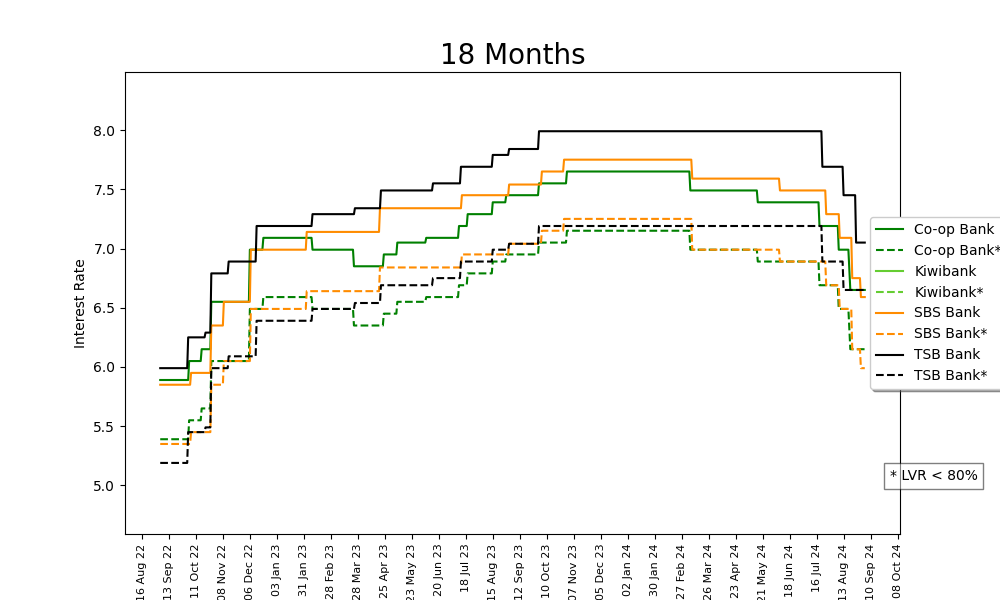 18 Months
Interest Rate
8.0
7.5
7.0
6.5
6.0
5.5
5.0
Co-op Bank
Co-op Bank*
Kiwibank
Kiwibank*
SBS Bank
SBS Bank*
TSB Bank
TSB Bank*
* LVR < 80%
16 Aug 22
13 Sep 22
11 Oct 22
08 Nov 22
06 Dec 22
03 Jan 23
31 Jan 23
28 Feb 23
28 Mar 23
25 Apr 23
23 May 23
20 Jun 23
18 Jul 23
15 Aug 23
12 Sep 23
10 Oct 23
07 Nov 23
05 Dec 23
02 Jan 24
30 Jan 24
27 Feb 24
26 Mar 24
23 Apr 24
21 May 24
18 Jun 24
16 Jul 24
13 Aug 24
10 Sep 24
08 Oct 24